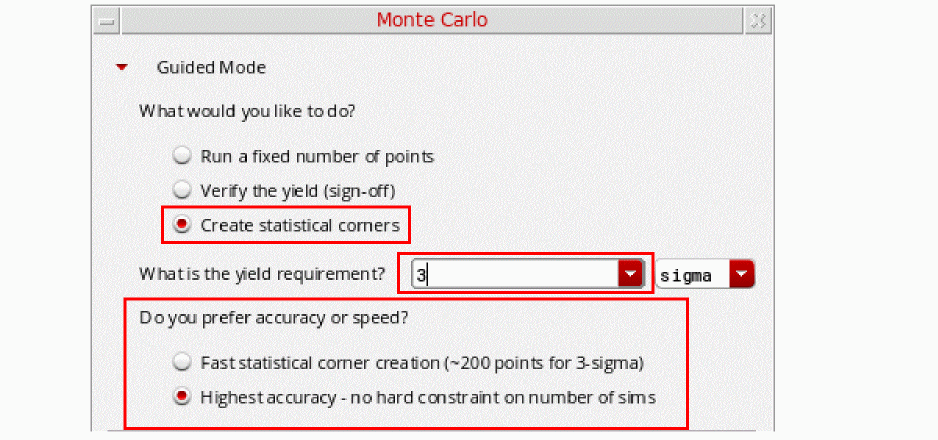 Monte Carlo
Guided Mode
What would you like to do?
Run a fixed number of points
Verify the yield (sign-off)
Create statistical corners
What is the yield requirement? 3 sigma
Do you prefer accuracy or speed?
Fast statistical corner creation (~200 points for 3-sigma)
Highest accuracy - no hard constraint on number of sims